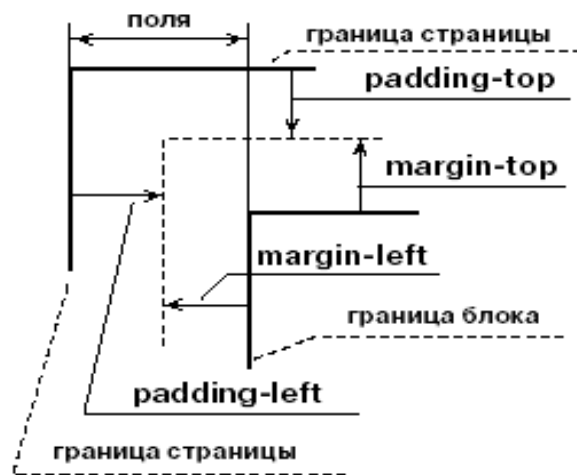 поля
граница страницы
padding-top
margin-top
margin-left
граница блока
padding-left
граница страницы